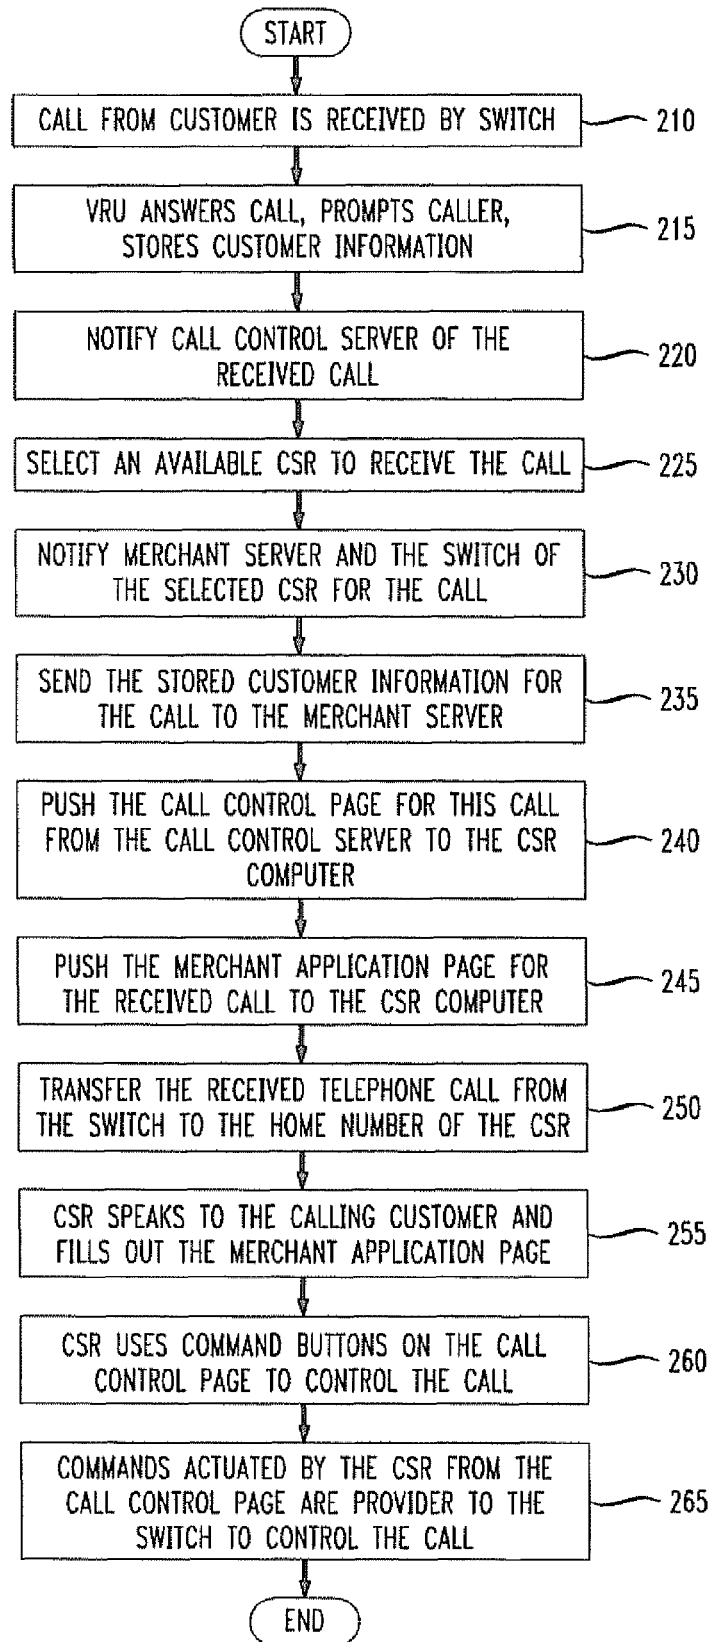 START
CALL FROM CUSTOMER IS RECEIVED BY SWITCH
210
VRU ANSWERS CALL, PROMPTS CALLER,
STORES CUSTOMER INFORMATION
215
NOTIFY CALL CONTROL SERVER OF THE
RECEIVED CALL
220
SELECT AN AVAILABLE CSR TO RECEIVE THE CALL
225
NOTIFY MERCHANT SERVER AND THE SWITCH OF
THE SELECTED CSR FOR THE CALL
230
SEND THE STORED CUSTOMER INFORMATION FOR
THE CALL TO THE MERCHANT SERVER
235
PUSH THE CALL CONTROL PAGE FOR THIS CALL
FROM THE CALL CONTROL SERVER TO THE CSR
COMPUTER
240
PUSH THE MERCHANT APPLICATION PAGE FOR
THE RECEIVED CALL TO THE CSR COMPUTER
245
TRANSFER THE RECEIVED TELEPHONE CALL FROM
THE SWITCH TO THE HOME NUMBER OF THE CSR
250
CSR SPEAKS TO THE CALLING CUSTOMER AND
FILLS OUT THE MERCHANT APPLICATION PAGE
255
CSR USES COMMAND BUTTONS ON THE CALL
CONTROL PAGE TO CONTROL THE CALL
260
COMMANDS ACTUATED BY THE CSR FROM THE
CALL CONTROL PAGE ARE PROVIDER TO THE
SWITCH TO CONTROL THE CALL
265
END